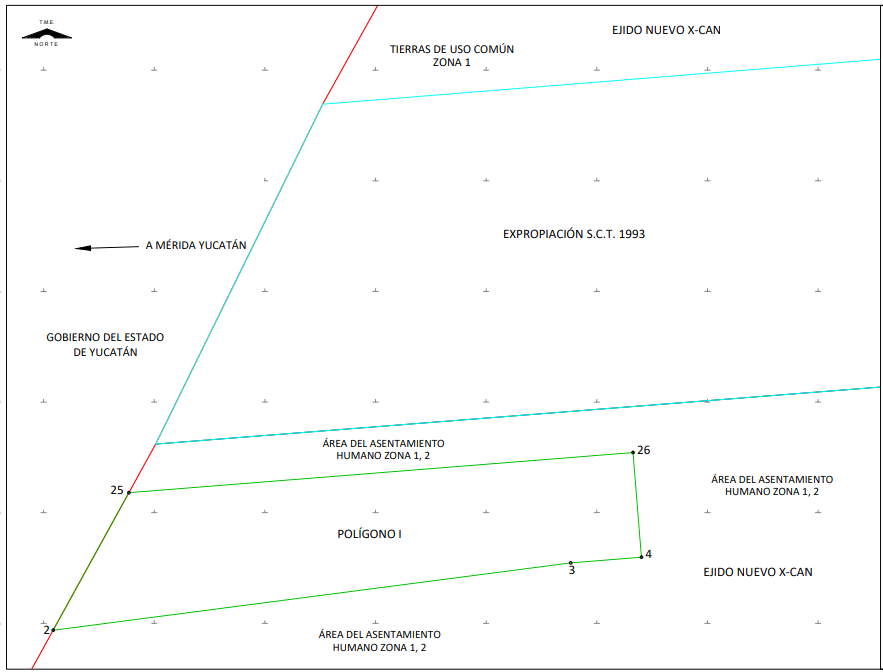 T.M.E.
NORTE
EJIDO NUEVO X-CAN
TIERRAS DE USO COMÚN
ZONA 1
EXPROPIACIÓN S.C.T. 1993
A MÉRIDA YUCATÁN
GOBIERNO DEL ESTADO
DE YUCATÁN
ÁREA DEL ASENTAMIENTO
HUMANO ZONA 1, 2
26
ÁREA DEL ASENTAMIENTO
HUMANO ZONA 1, 2
25
POLÍGONO I
4
3
EJIDO NUEVO X-CAN
2
ÁREA DEL ASENTAMIENTO
HUMANO ZONA 1, 2